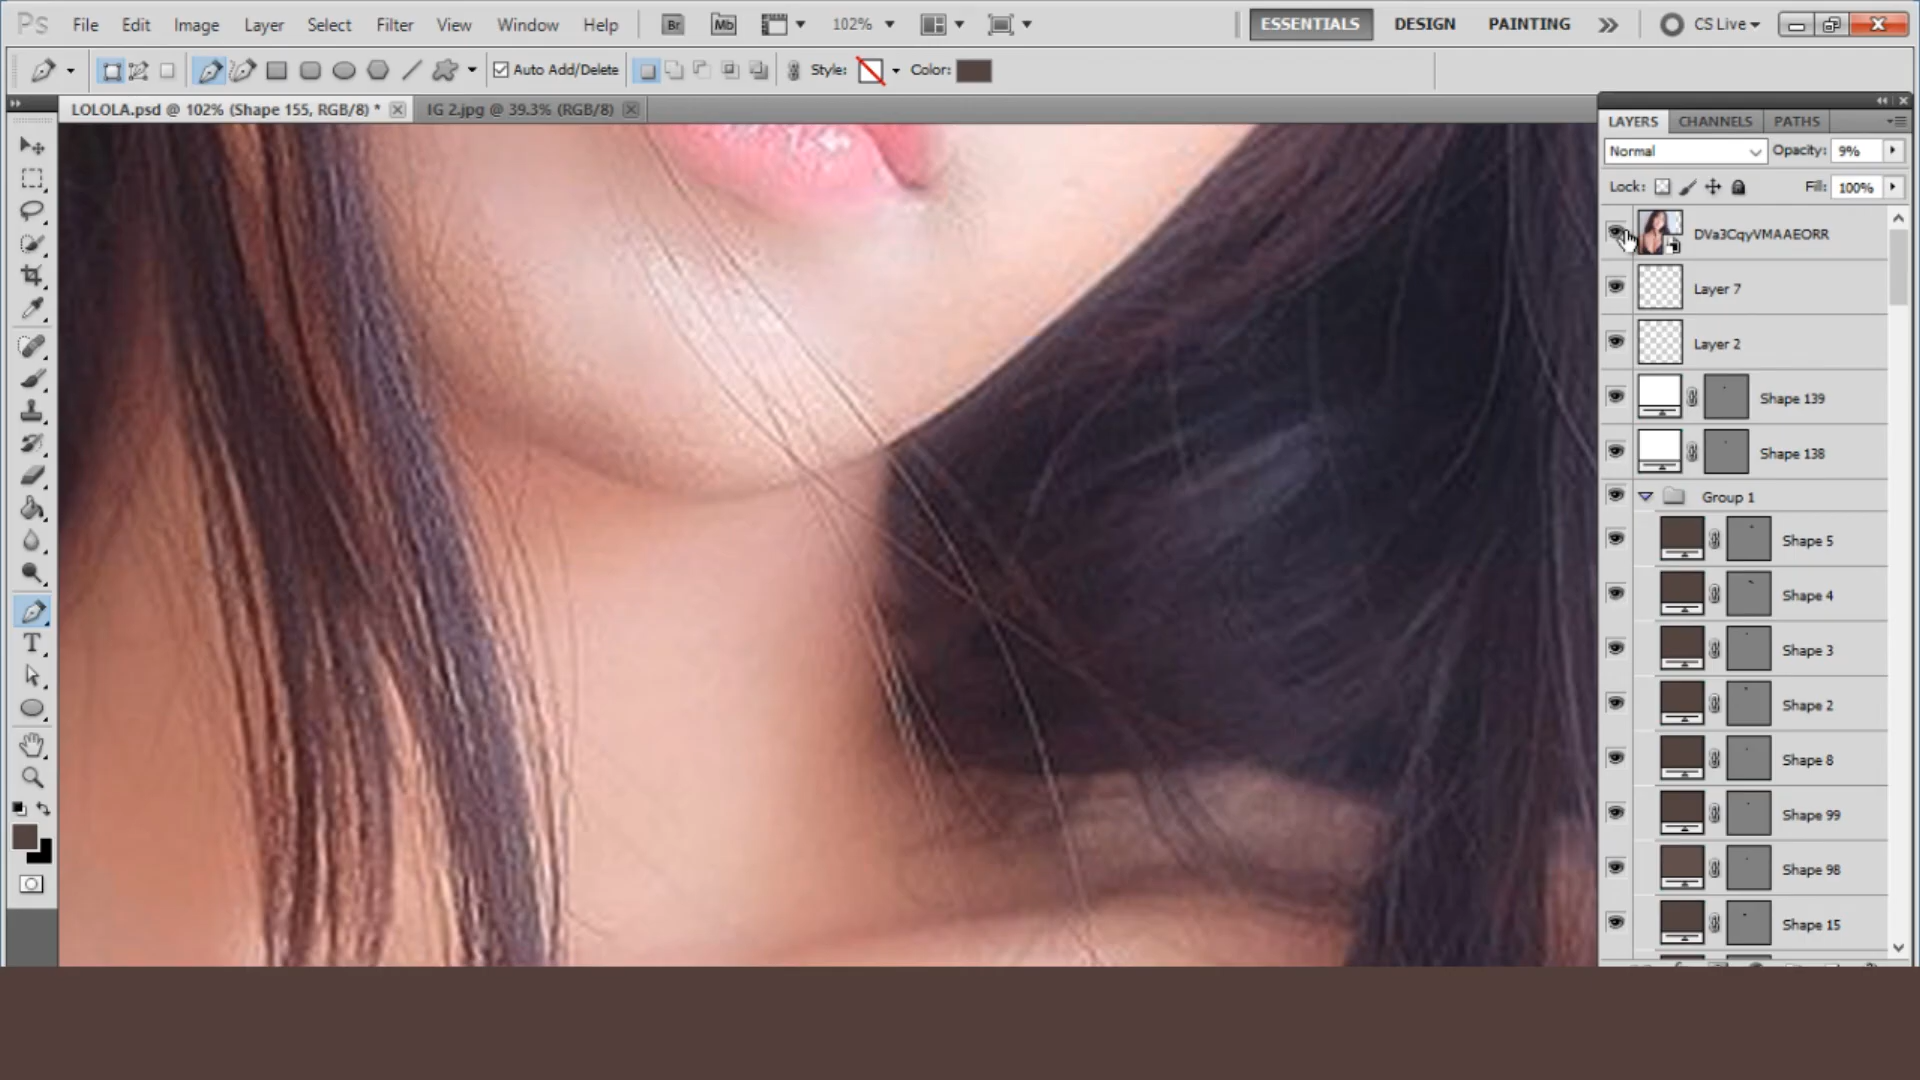 Ps File Edit Image Layer Filter Select View Window Help Br Mb 102% ESSENTIALS DESIGN PAINTING CS Live
Auto Add/Delete Style: Color:
LOLOLA.psd @ 102% (Shape 155, RGB/8) * IG 2.jpg @ 39.3% (RGB/8)
LAYERS CHANNELS PATHS
Normal Opacity: 9%
Lock: Fill: 100%
DVa3CqyVMAAEORR
Layer 7
Layer 2
Shape 139
Shape 138
Group 1
Shape 5
Shape 4
Shape 3
Shape 2
Shape 8
Shape 99
Shape 98
Shape 15
T